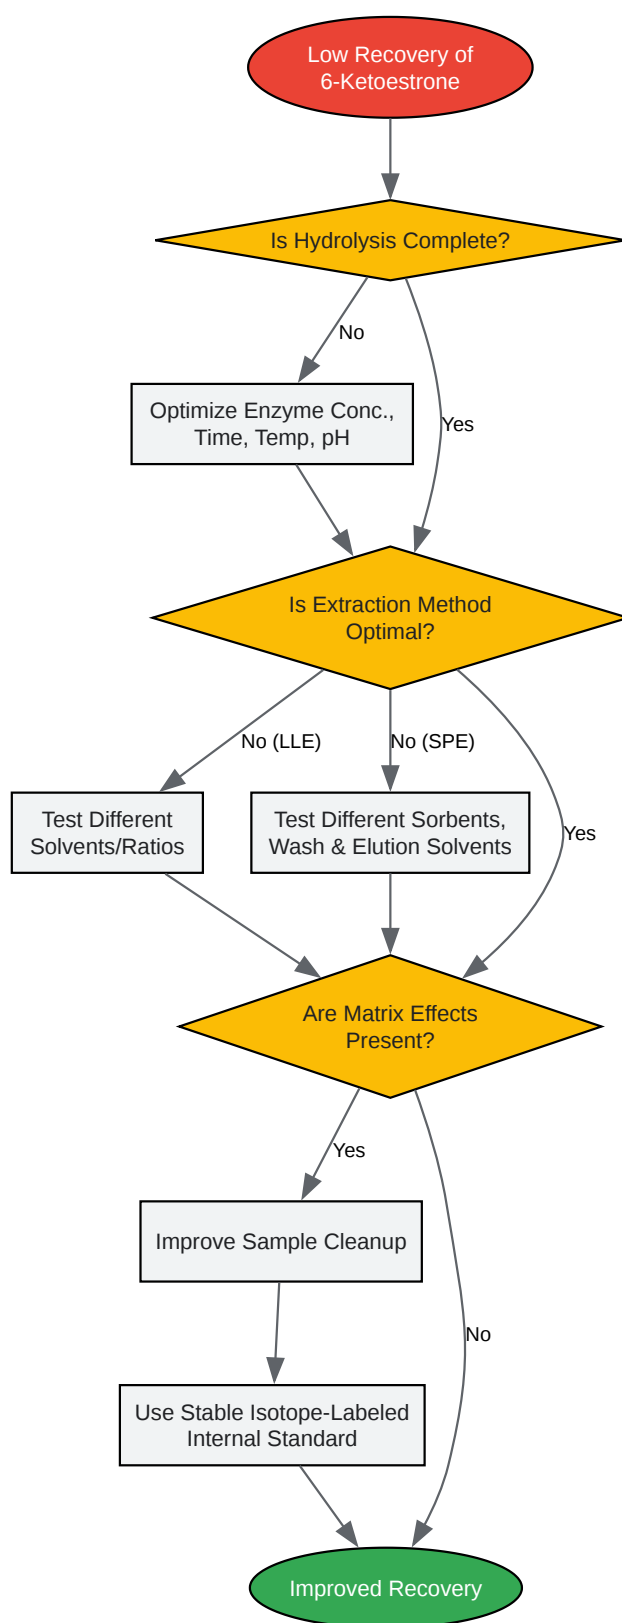 Low Recovery of
6-Ketoestrone
Is Hydrolysis Complete?
No
Optimize Enzyme Conc.,
Time, Temp, pH
Yes
Is Extraction Method
Optimal?
No (LLE)
No (SPE)
Test Different
Solvents/Ratios
Test Different Sorbents,
Wash & Elution Solvents
Yes
Are Matrix Effects
Present?
Yes
Improve Sample Cleanup
No
Use Stable Isotope-Labeled
Internal Standard
Improved Recovery